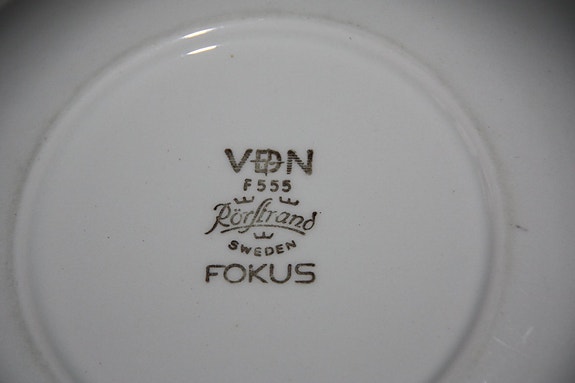 VDN
F555
Rörstrand
SWEDEN
FOKUS